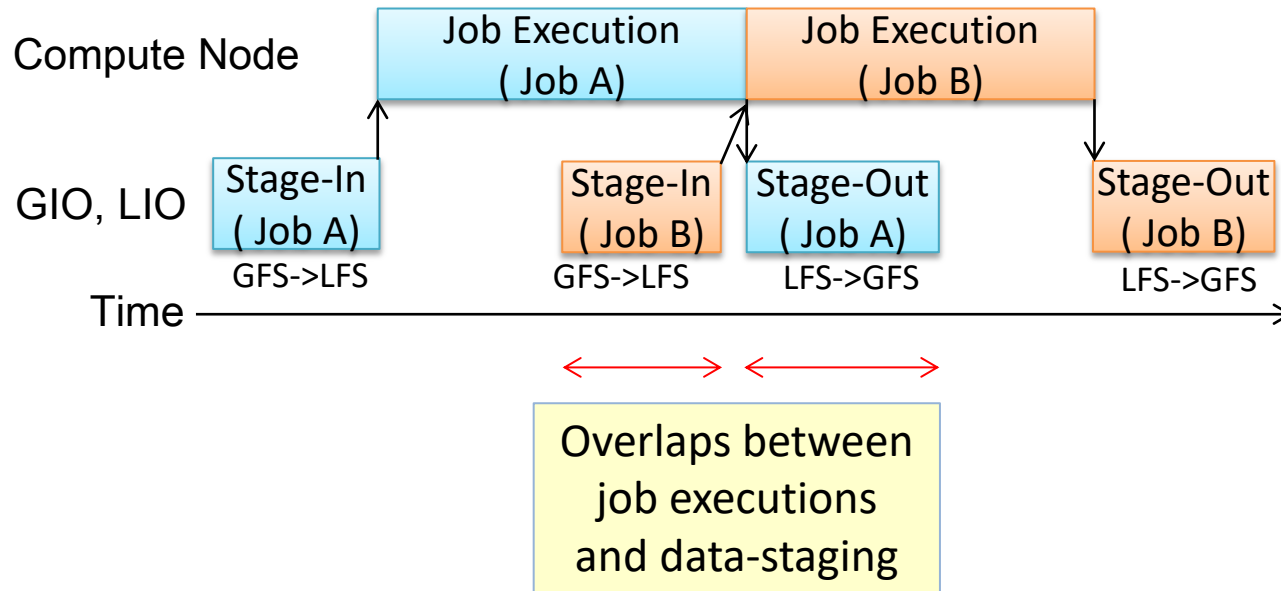 Compute Node
Job Execution
( Job A)
Job Execution
( Job B)
GIO, LIO
Stage-In
( Job A)
GFS->LFS
Stage-In
( Job B)
GFS->LFS
Stage-Out
( Job A)
LFS->GFS
Stage-Out
( Job B)
LFS->GFS
Time
Overlaps between
job executions
and data-staging